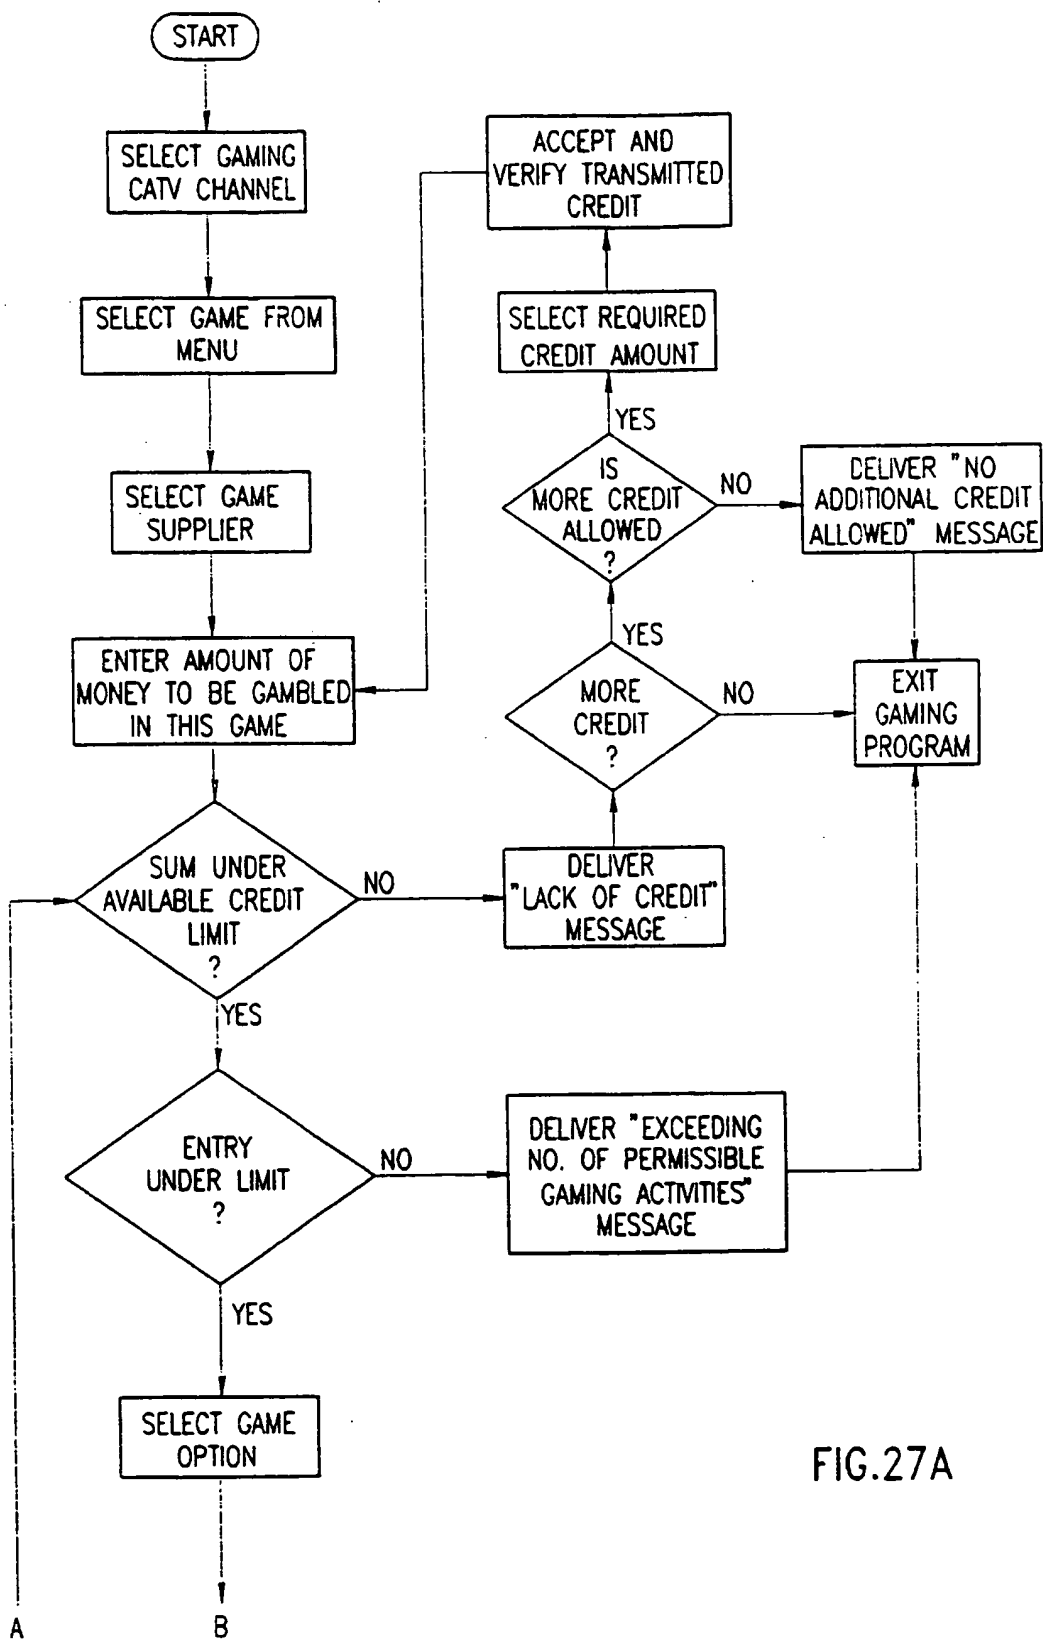 START
SELECT GAMING
CATV CHANNEL
SELECT GAME FROM
MENU
SELECT GAME
SUPPLIER
ENTER AMOUNT OF
MONEY TO BE GAMBLED
IN THIS GAME
SUM UNDER
AVAILABLE CREDIT
LIMIT
?
NO
YES
ENTRY
UNDER LIMIT
?
NO
YES
SELECT GAME
OPTION
A
B
ACCEPT AND
VERIFY TRANSMITTED
CREDIT
SELECT REQUIRED
CREDIT AMOUNT
YES
IS
MORE CREDIT
ALLOWED
?
NO
DELIVER "NO
ADDITIONAL CREDIT
ALLOWED" MESSAGE
YES
MORE
CREDIT
?
NO
EXIT
GAMING
PROGRAM
DELIVER
"LACK OF CREDIT"
MESSAGE
DELIVER "EXCEEDING
NO. OF PERMISSIBLE
GAMING ACTIVITIES"
MESSAGE
FIG.27A